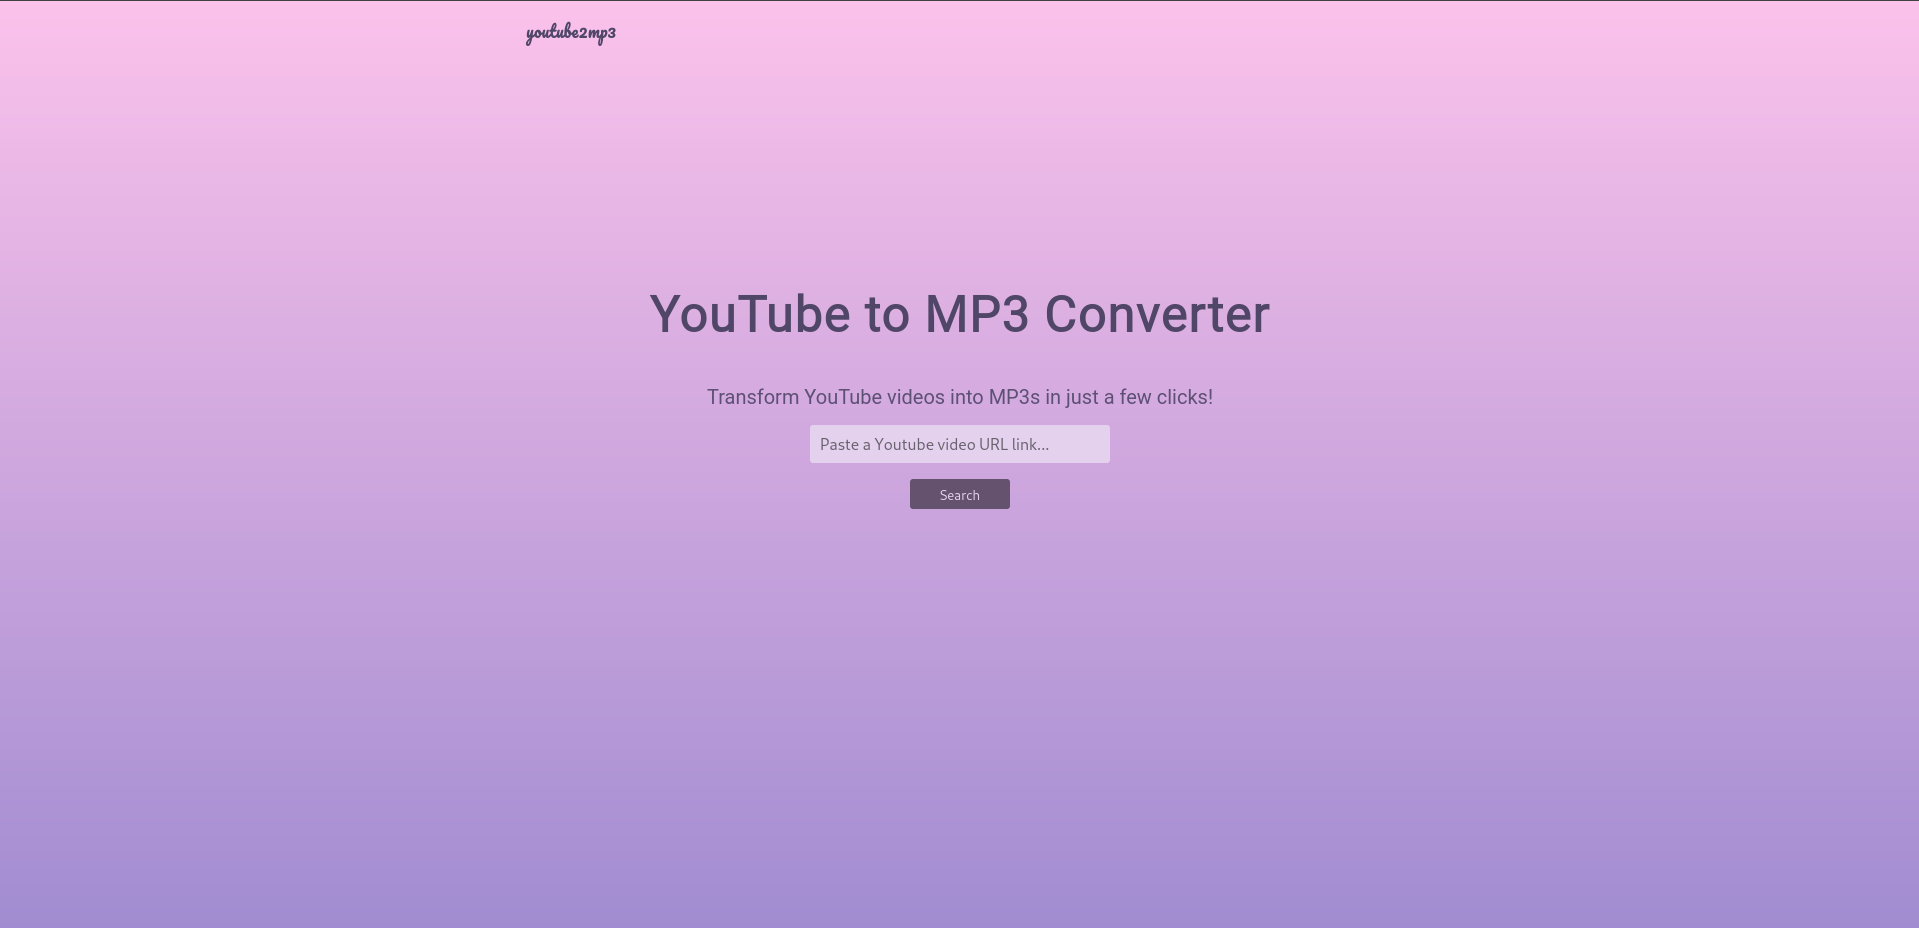 youtube2mp3
YouTube to MP3 Converter
Transform YouTube videos into MP3s in just a few clicks!
Paste a Youtube video URL link...
Search